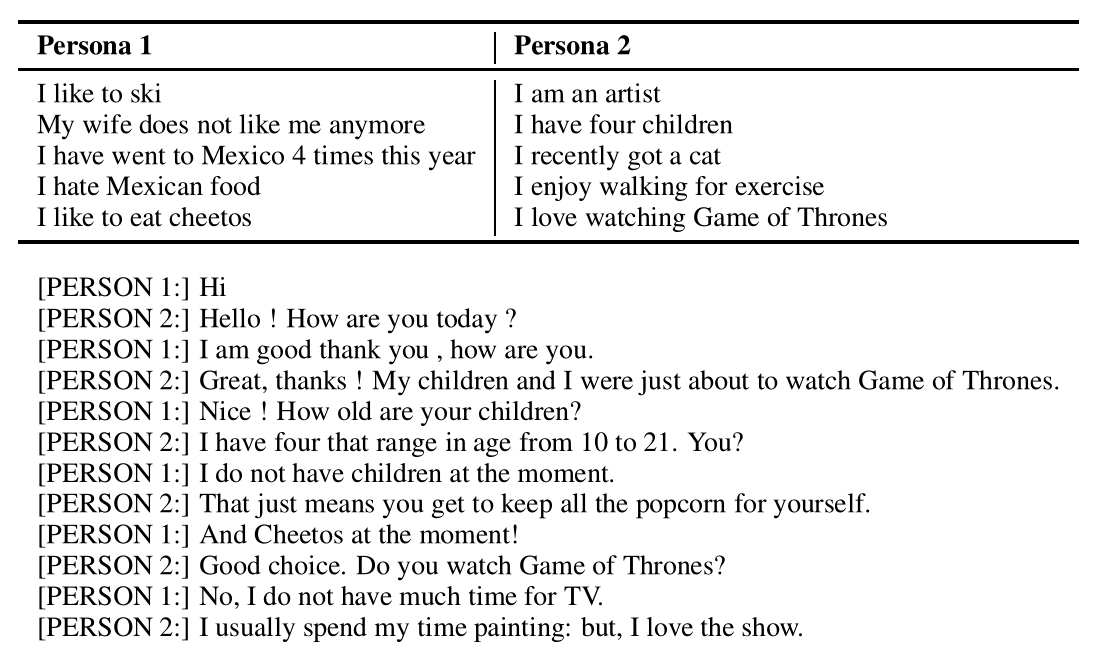 Persona 1 Persona 2
I like to ski I am an artist
My wife does not like me anymore I have four children
I have went to Mexico 4 times this year I recently got a cat
I hate Mexican food I enjoy walking for exercise
I like to eat cheetos I love watching Game of Thrones
[PERSON 1:] Hi
[PERSON 2:] Hello ! How are you today ?
[PERSON 1:] I am good thank you , how are you.
[PERSON 2:] Great, thanks ! My children and I were just about to watch Game of Thrones.
[PERSON 1:] Nice ! How old are your children?
[PERSON 2:] I have four that range in age from 10 to 21. You?
[PERSON 1:] I do not have children at the moment.
[PERSON 2:] That just means you get to keep all the popcorn for yourself.
[PERSON 1:] And Cheetos at the moment!
[PERSON 2:] Good choice. Do you watch Game of Thrones?
[PERSON 1:] No, I do not have much time for TV.
[PERSON 2:] I usually spend my time painting: but, I love the show.